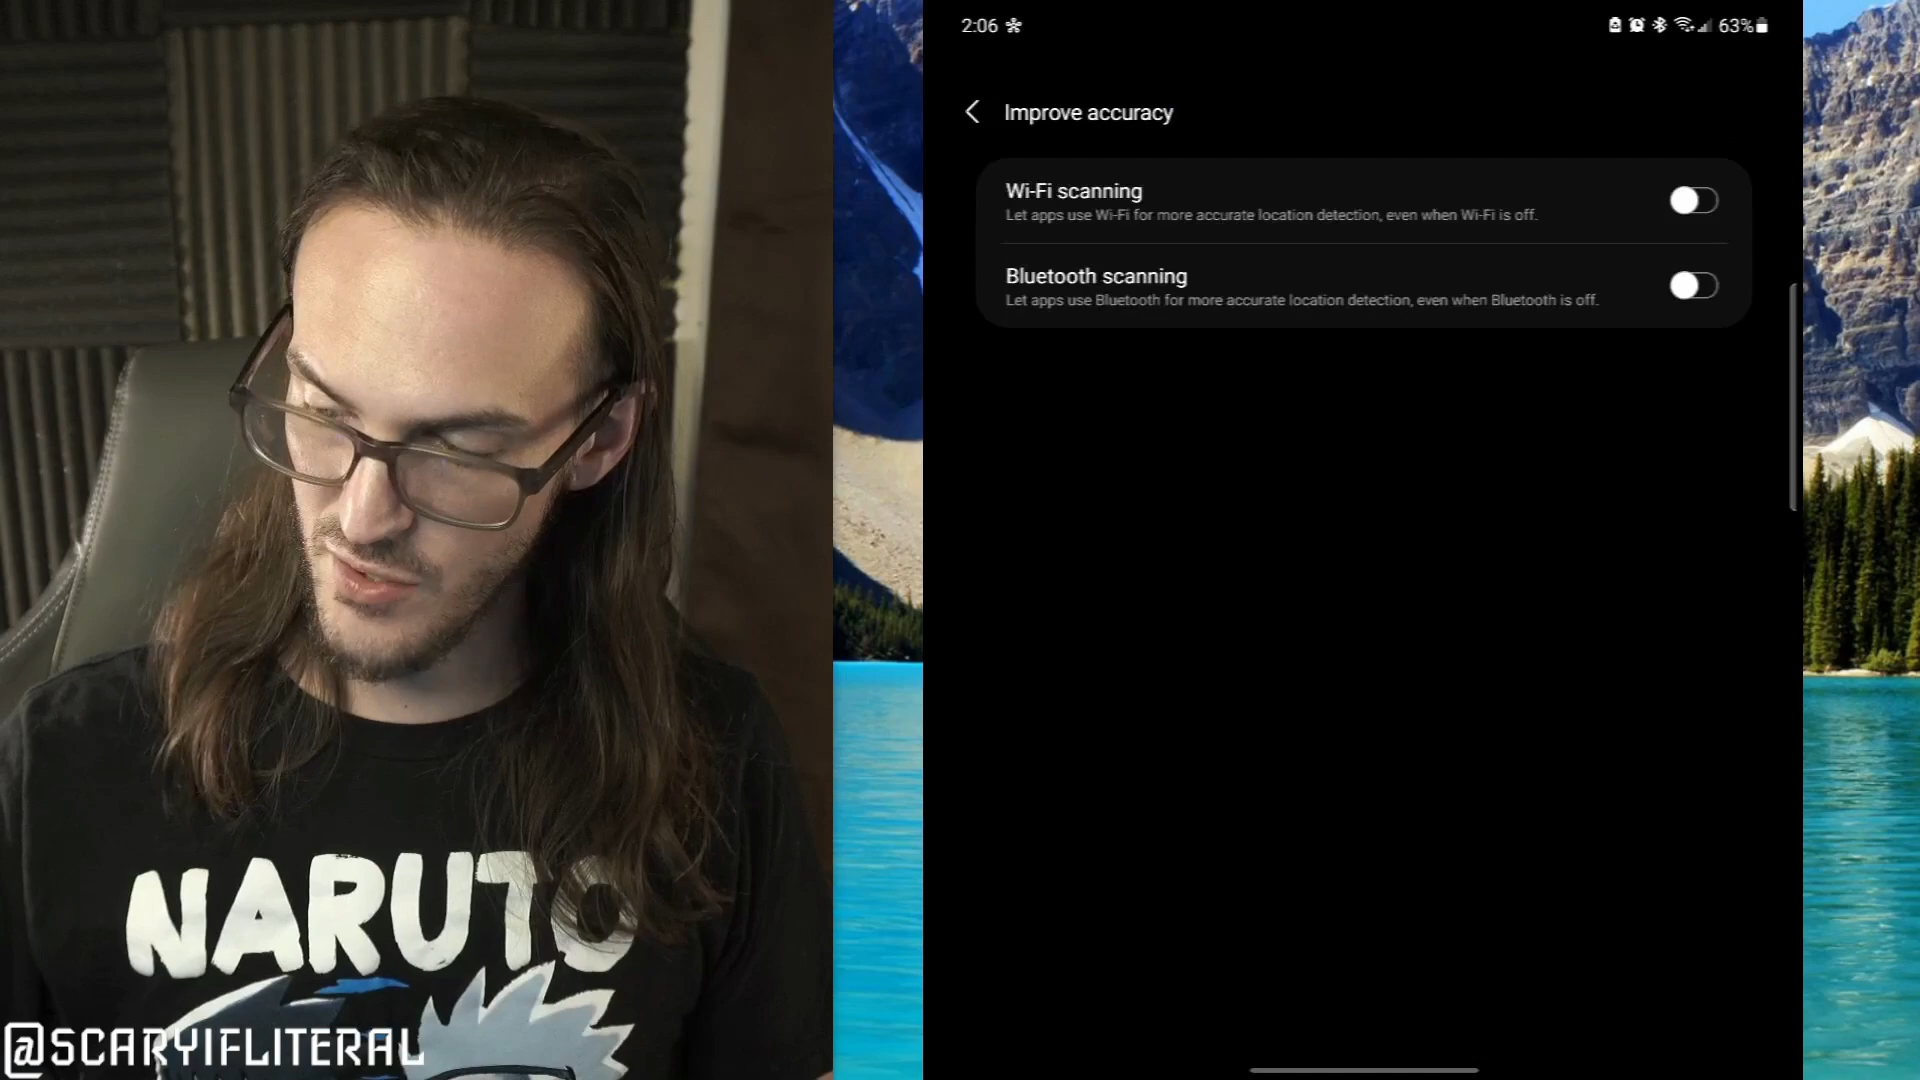 2:06
63%
Improve accuracy
Wi-Fi scanning
Let apps use Wi-Fi for more accurate location detection, even when Wi-Fi is off.
Bluetooth scanning
Let apps use Bluetooth for more accurate location detection, even when Bluetooth is off.
NARUTO
@SCARYIFLITERAL